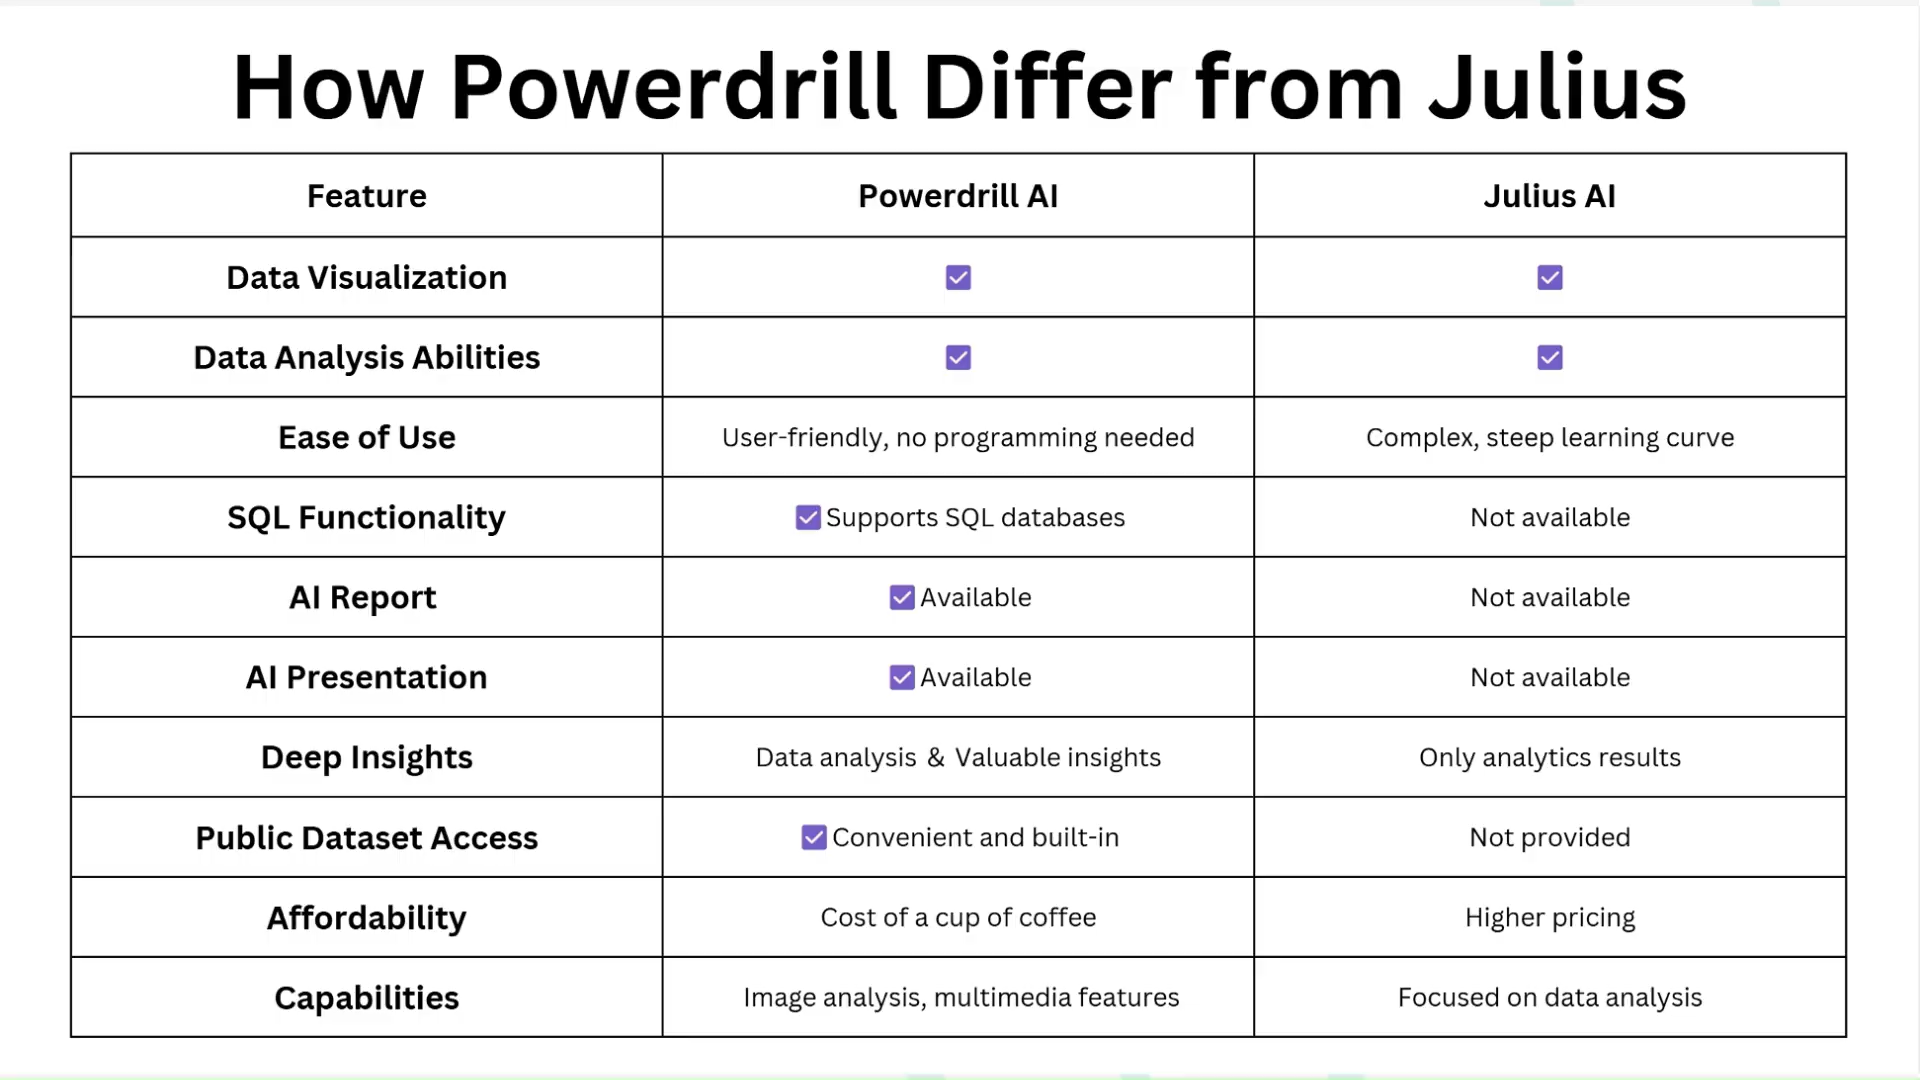 How Powerdrill Differ from Julius
Feature Powerdrill AI Julius AI
Data Visualization
Data Analysis Abilities
Ease of Use User-friendly, no programming needed Complex, steep learning curve
SQL Functionality Supports SQL databases Not available
AI Report Available Not available
AI Presentation Available Not available
Deep Insights Data analysis & Valuable insights Only analytics results
Public Dataset Access Convenient and built-in Not provided
Affordability Cost of a cup of coffee Higher pricing
Capabilities Image analysis, multimedia features Focused on data analysis